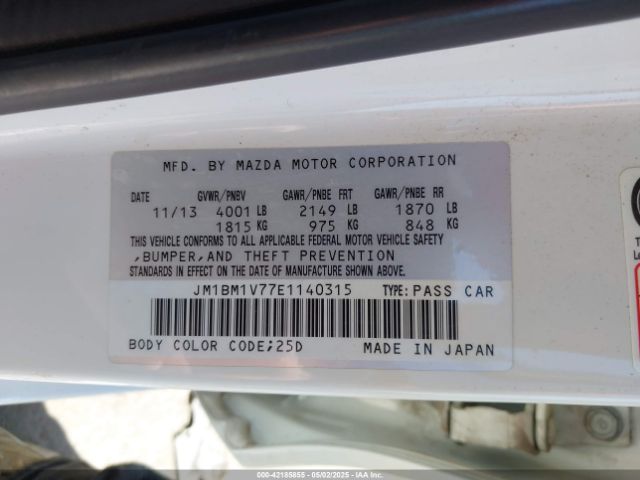 MFD. BY MAZDA MOTOR CORPORATION
DATE GVWR/PNBV GAWR/PNBE FRT GAWR/PNBE RR
11/13 4001 LB 2149 LB 1870 LB
1815 KG 975 KG 848 KG
THIS VEHICLE CONFORMS TO ALL APPLICABLE FEDERAL MOTOR VEHICLE SAFETY
,BUMPER,AND THEFT PREVENTION
STANDARDS IN EFFECT ON THE DATE OF MANUFACTURE SHOWN ABOVE.
JM1BM1V77E1140315 TYPE:PASS CAR
BODY COLOR CODE;25D MADE IN JAPAN
000-42185855 - 05/02/2025 - IAA Inc.